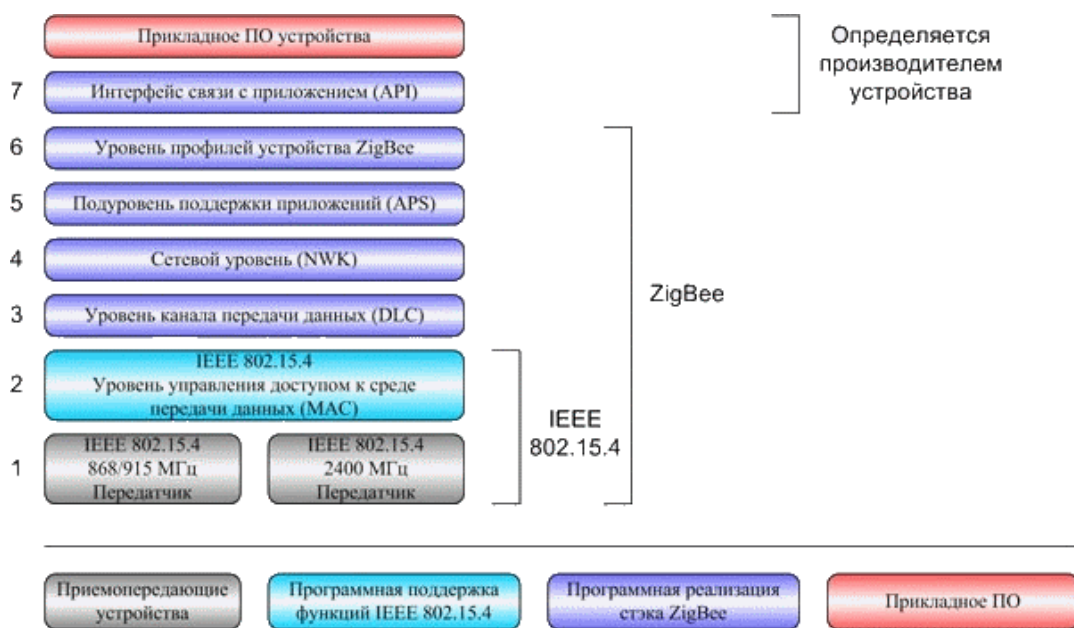 Прикладное ПО устройства
Определяется
производителем
устройства
7
Интерфейс связи с приложением (API)
6
Уровень профилей устройства ZigBee
5
Подуровень поддержки приложений (APS)
4
Сетевой уровень (NWK)
ZigBee
3
Уровень канала передачи данных (DLC)
2
IEEE 802.15.4
Уровень управления доступом к среде
передачи данных (MAC)
IEEE
802.15.4
1
IEEE 802.15.4
868/915 МГц
Передатчик
IEEE 802.15.4
2400 МГц
Передатчик
Приемопередающие
устройства
Программная поддержка
функций IEEE 802.15.4
Программная реализация
стэка ZigBee
Прикладное ПО